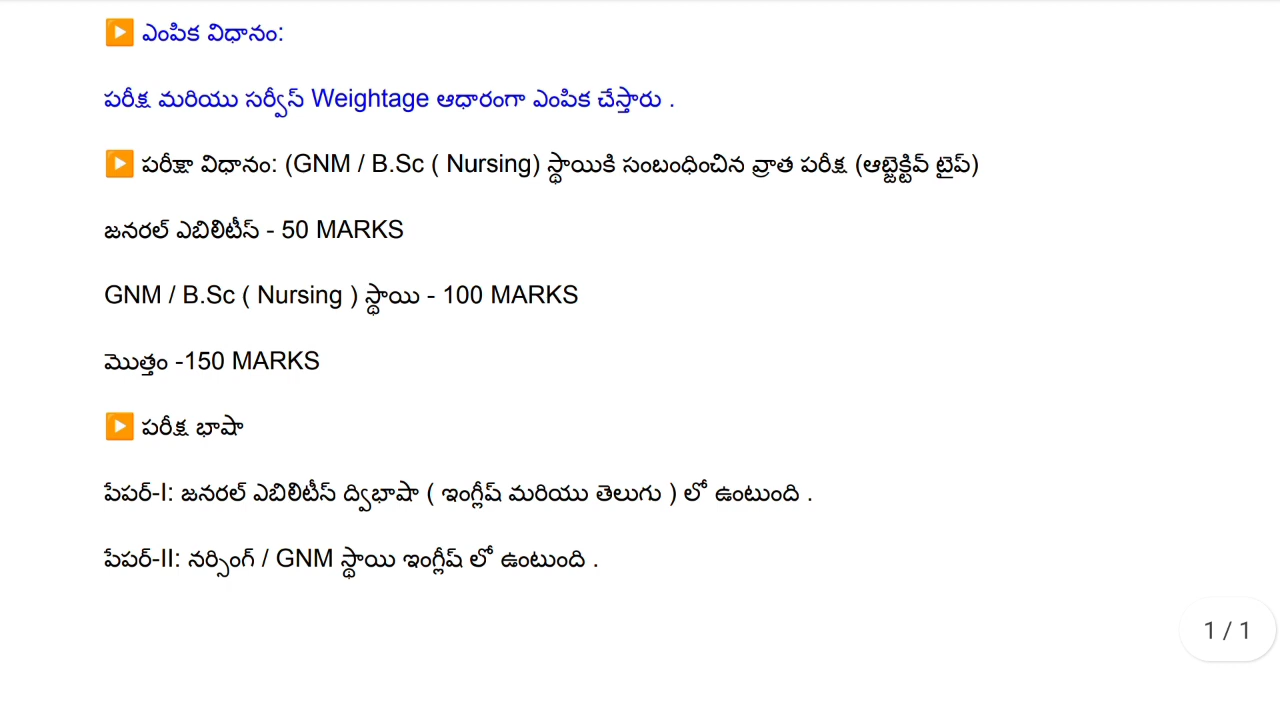 ▶️ ఎంపిక విధానం:
పరీక్ష మరియు సర్వీస్ Weightage ఆధారంగా ఎంపిక చేస్తారు .
▶️ పరీక్షా విధానం: (GNM / B.Sc ( Nursing) స్థాయికి సంబంధించిన వ్రాత పరీక్ష (ఆబ్జెక్టివ్ టైప్)
జనరల్ ఎబిలిటీస్ - 50 MARKS
GNM / B.Sc ( Nursing ) స్థాయి - 100 MARKS
మొత్తం -150 MARKS
▶️ పరీక్ష భాషా
పేపర్-I: జనరల్ ఎబిలిటీస్ ద్విభాషా ( ఇంగ్లీష్ మరియు తెలుగు ) లో ఉంటుంది .
పేపర్-II: నర్సింగ్ / GNM స్థాయి ఇంగ్లీష్ లో ఉంటుంది .
1 / 1